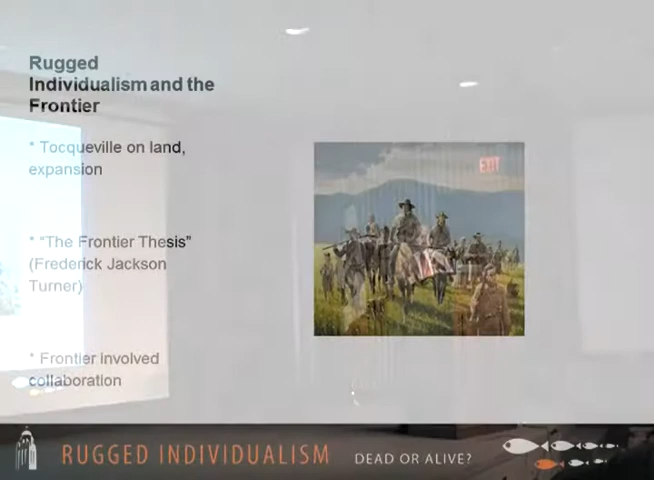 Rugged
Individualism and the
Frontier
* Tocqueville on land,
expansion
* “The Frontier Thesis”
(Frederick Jackson
Turner)
* Frontier involved
collaboration
EXIT
RUGGED INDIVIDUALISM DEAD OR ALIVE?